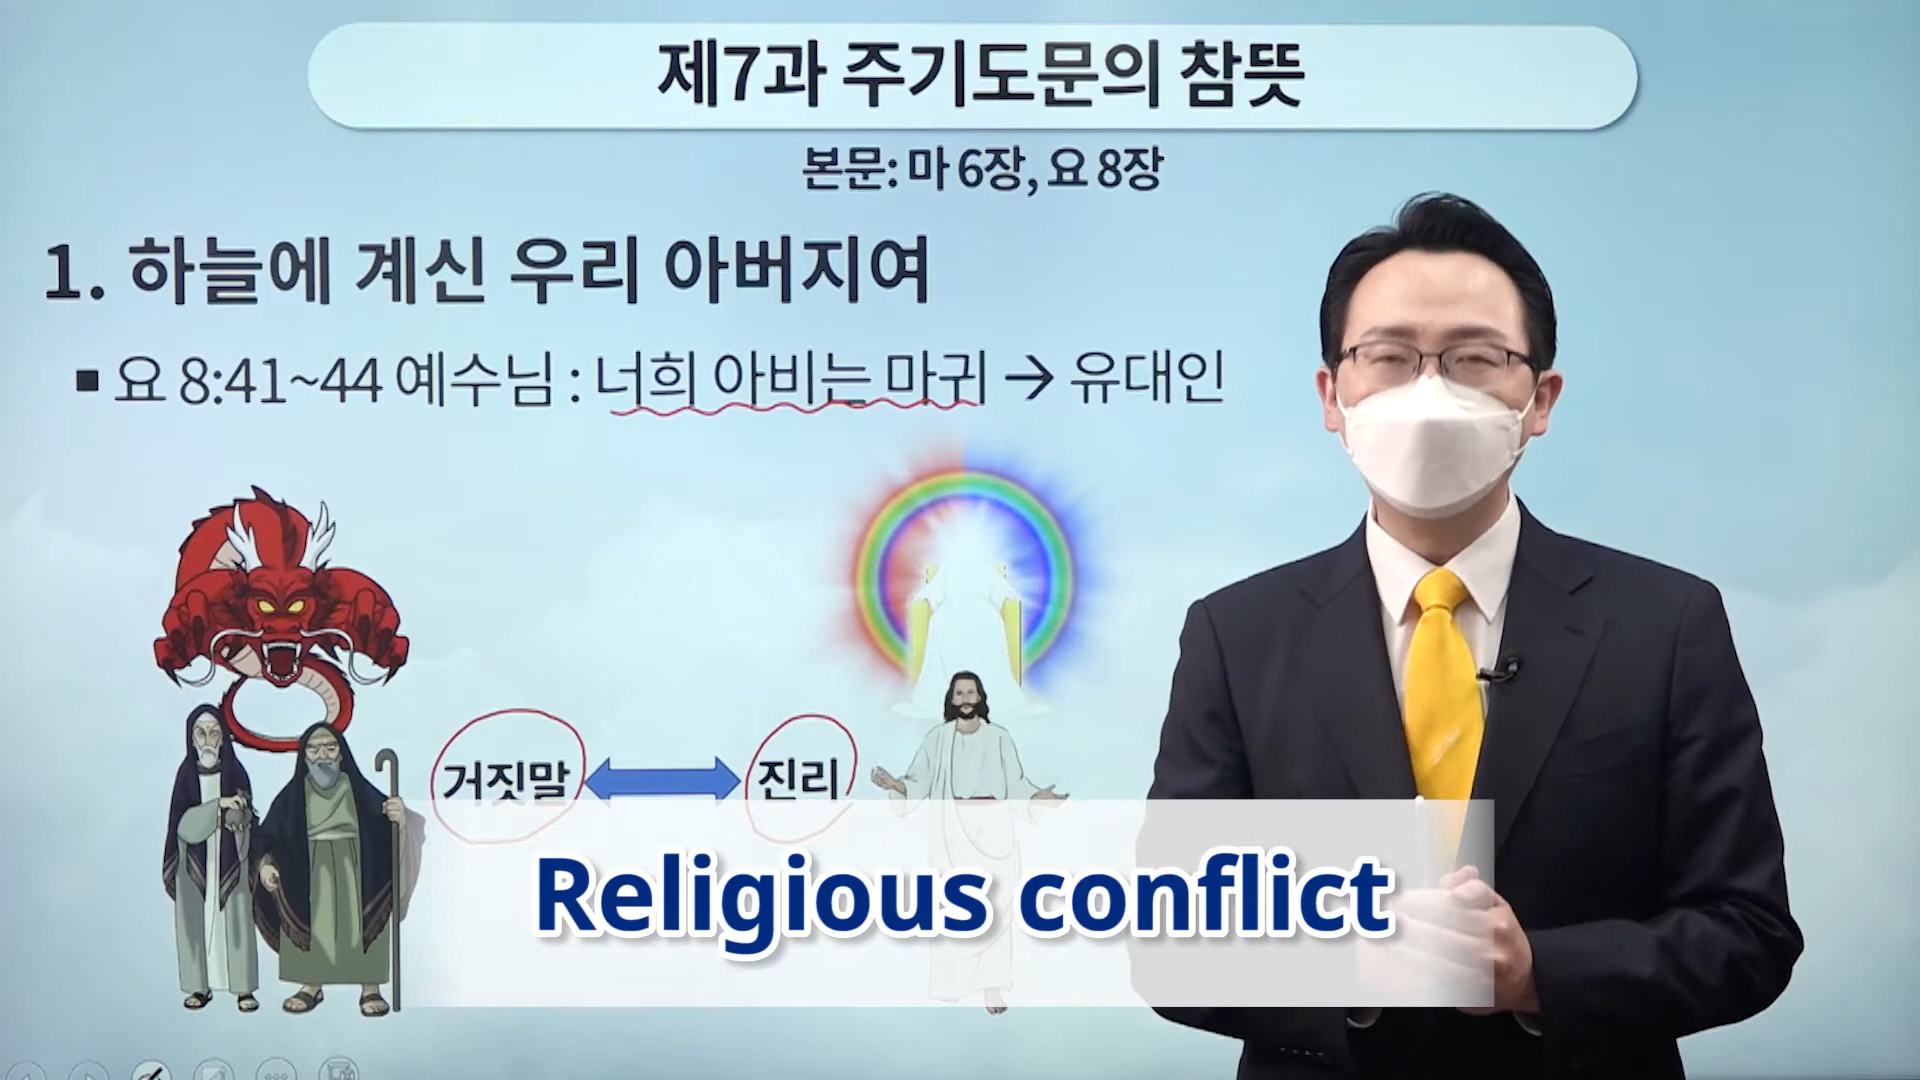 제7과 주기도문의 참뜻
본문: 마 6장, 요 8장
1. 하늘에 계신 우리 아버지여
▪ 요 8:41~44 예수님 : 너희 아비는 마귀 → 유대인
거짓말
진리
Religious conflict